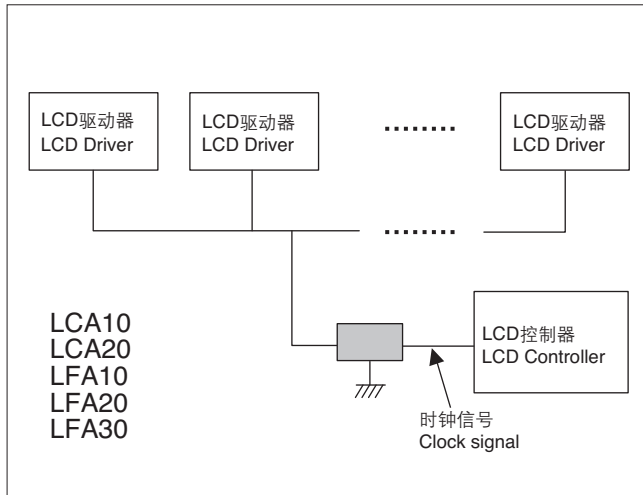 LCD驱动器
LCD Driver
LCD驱动器
LCD Driver
LCD驱动器
LCD Driver
LCA10
LCA20
LFA10
LFA20
LFA30
LCD控制器
LCD Controller
时钟信号
Clock signal